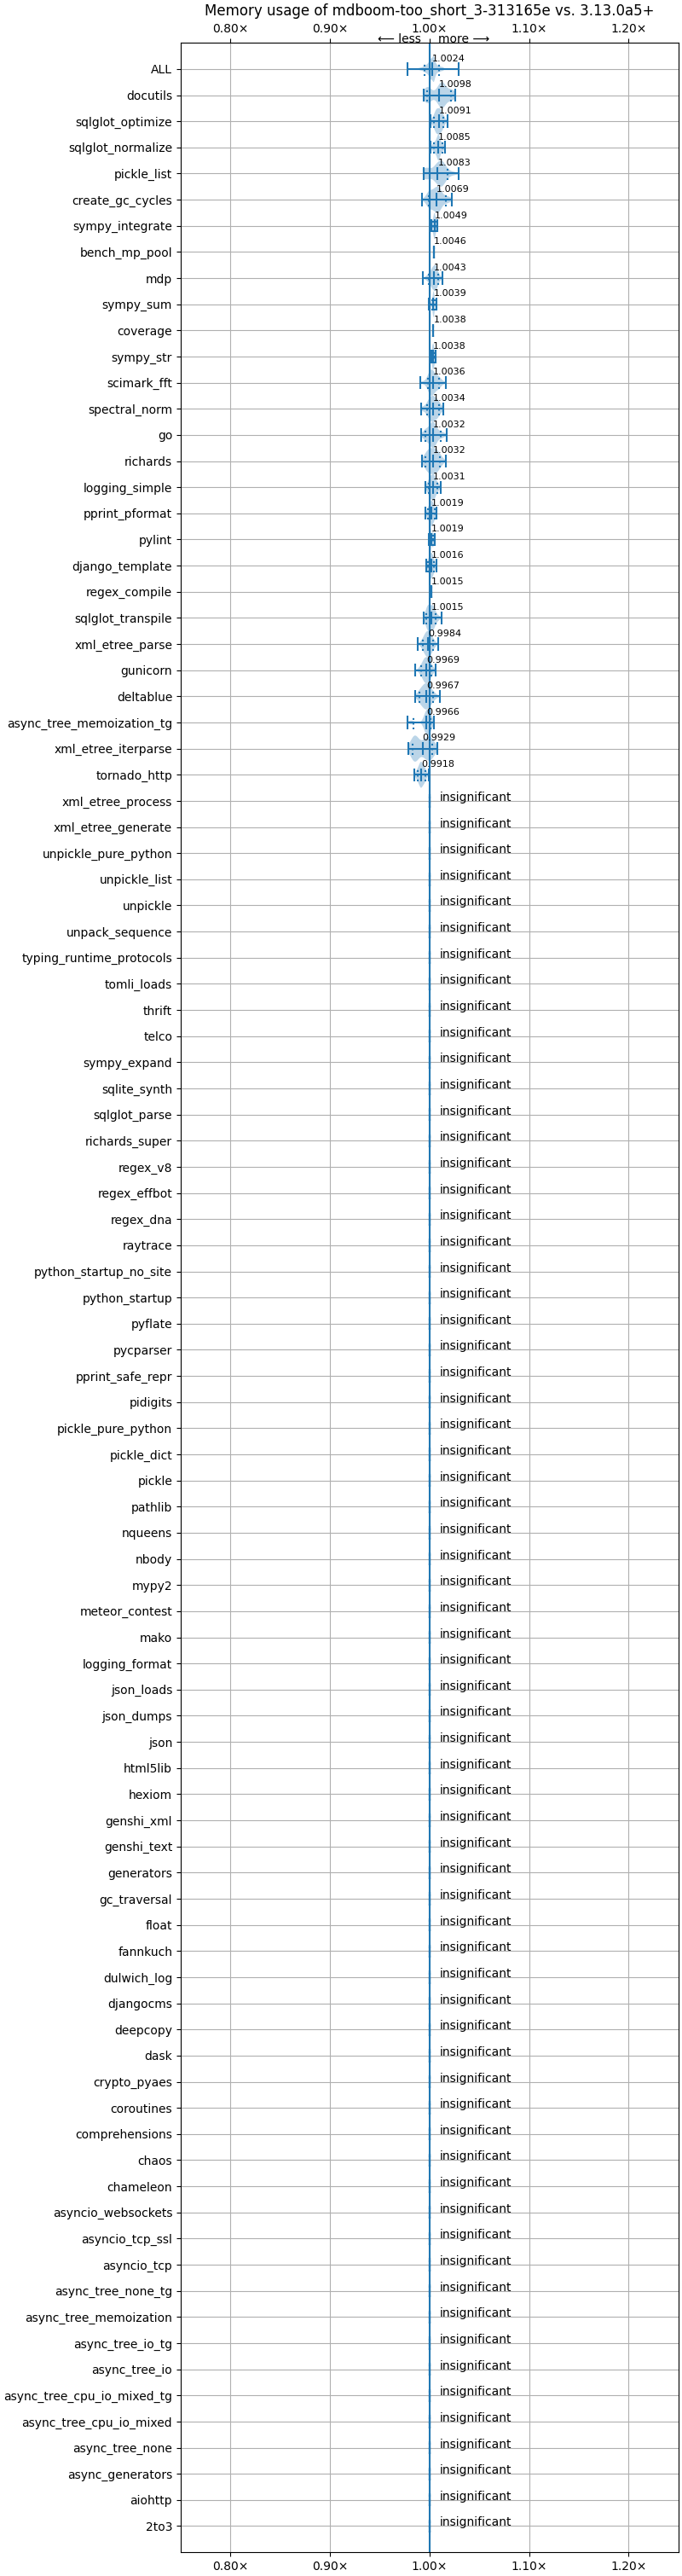 Memory usage of mdboom-too_short_3-313165e vs. 3.13.0a5+
0.80× 0.90× 1.00× 1.10× 1.20×
⟵ less more ⟶
ALL 1.0024
docutils 1.0098
sqlglot_optimize 1.0091
sqlglot_normalize 1.0085
pickle_list 1.0083
create_gc_cycles 1.0069
sympy_integrate 1.0049
bench_mp_pool 1.0046
mdp 1.0043
sympy_sum 1.0039
coverage 1.0038
sympy_str 1.0038
scimark_fft 1.0036
spectral_norm 1.0034
go 1.0032
richards 1.0032
logging_simple 1.0031
pprint_pformat 1.0019
pylint 1.0019
django_template 1.0016
regex_compile 1.0015
sqlglot_transpile 1.0015
xml_etree_parse 0.9984
gunicorn 0.9969
deltablue 0.9967
async_tree_memoization_tg 0.9966
xml_etree_iterparse 0.9929
tornado_http 0.9918
xml_etree_process insignificant
xml_etree_generate insignificant
unpickle_pure_python insignificant
unpickle_list insignificant
unpickle insignificant
unpack_sequence insignificant
typing_runtime_protocols insignificant
tomli_loads insignificant
thrift insignificant
telco insignificant
sympy_expand insignificant
sqlite_synth insignificant
sqlglot_parse insignificant
richards_super insignificant
regex_v8 insignificant
regex_effbot insignificant
regex_dna insignificant
raytrace insignificant
python_startup_no_site insignificant
python_startup insignificant
pyflate insignificant
pycparser insignificant
pprint_safe_repr insignificant
pidigits insignificant
pickle_pure_python insignificant
pickle_dict insignificant
pickle insignificant
pathlib insignificant
nqueens insignificant
nbody insignificant
mypy2 insignificant
meteor_contest insignificant
mako insignificant
logging_format insignificant
json_loads insignificant
json_dumps insignificant
json insignificant
html5lib insignificant
hexiom insignificant
genshi_xml insignificant
genshi_text insignificant
generators insignificant
gc_traversal insignificant
float insignificant
fannkuch insignificant
dulwich_log insignificant
djangocms insignificant
deepcopy insignificant
dask insignificant
crypto_pyaes insignificant
coroutines insignificant
comprehensions insignificant
chaos insignificant
chameleon insignificant
asyncio_websockets insignificant
asyncio_tcp_ssl insignificant
asyncio_tcp insignificant
async_tree_none_tg insignificant
async_tree_memoization insignificant
async_tree_io_tg insignificant
async_tree_io insignificant
async_tree_cpu_io_mixed_tg insignificant
async_tree_cpu_io_mixed insignificant
async_tree_none insignificant
async_generators insignificant
aiohttp insignificant
2to3 insignificant
0.80× 0.90× 1.00× 1.10× 1.20×